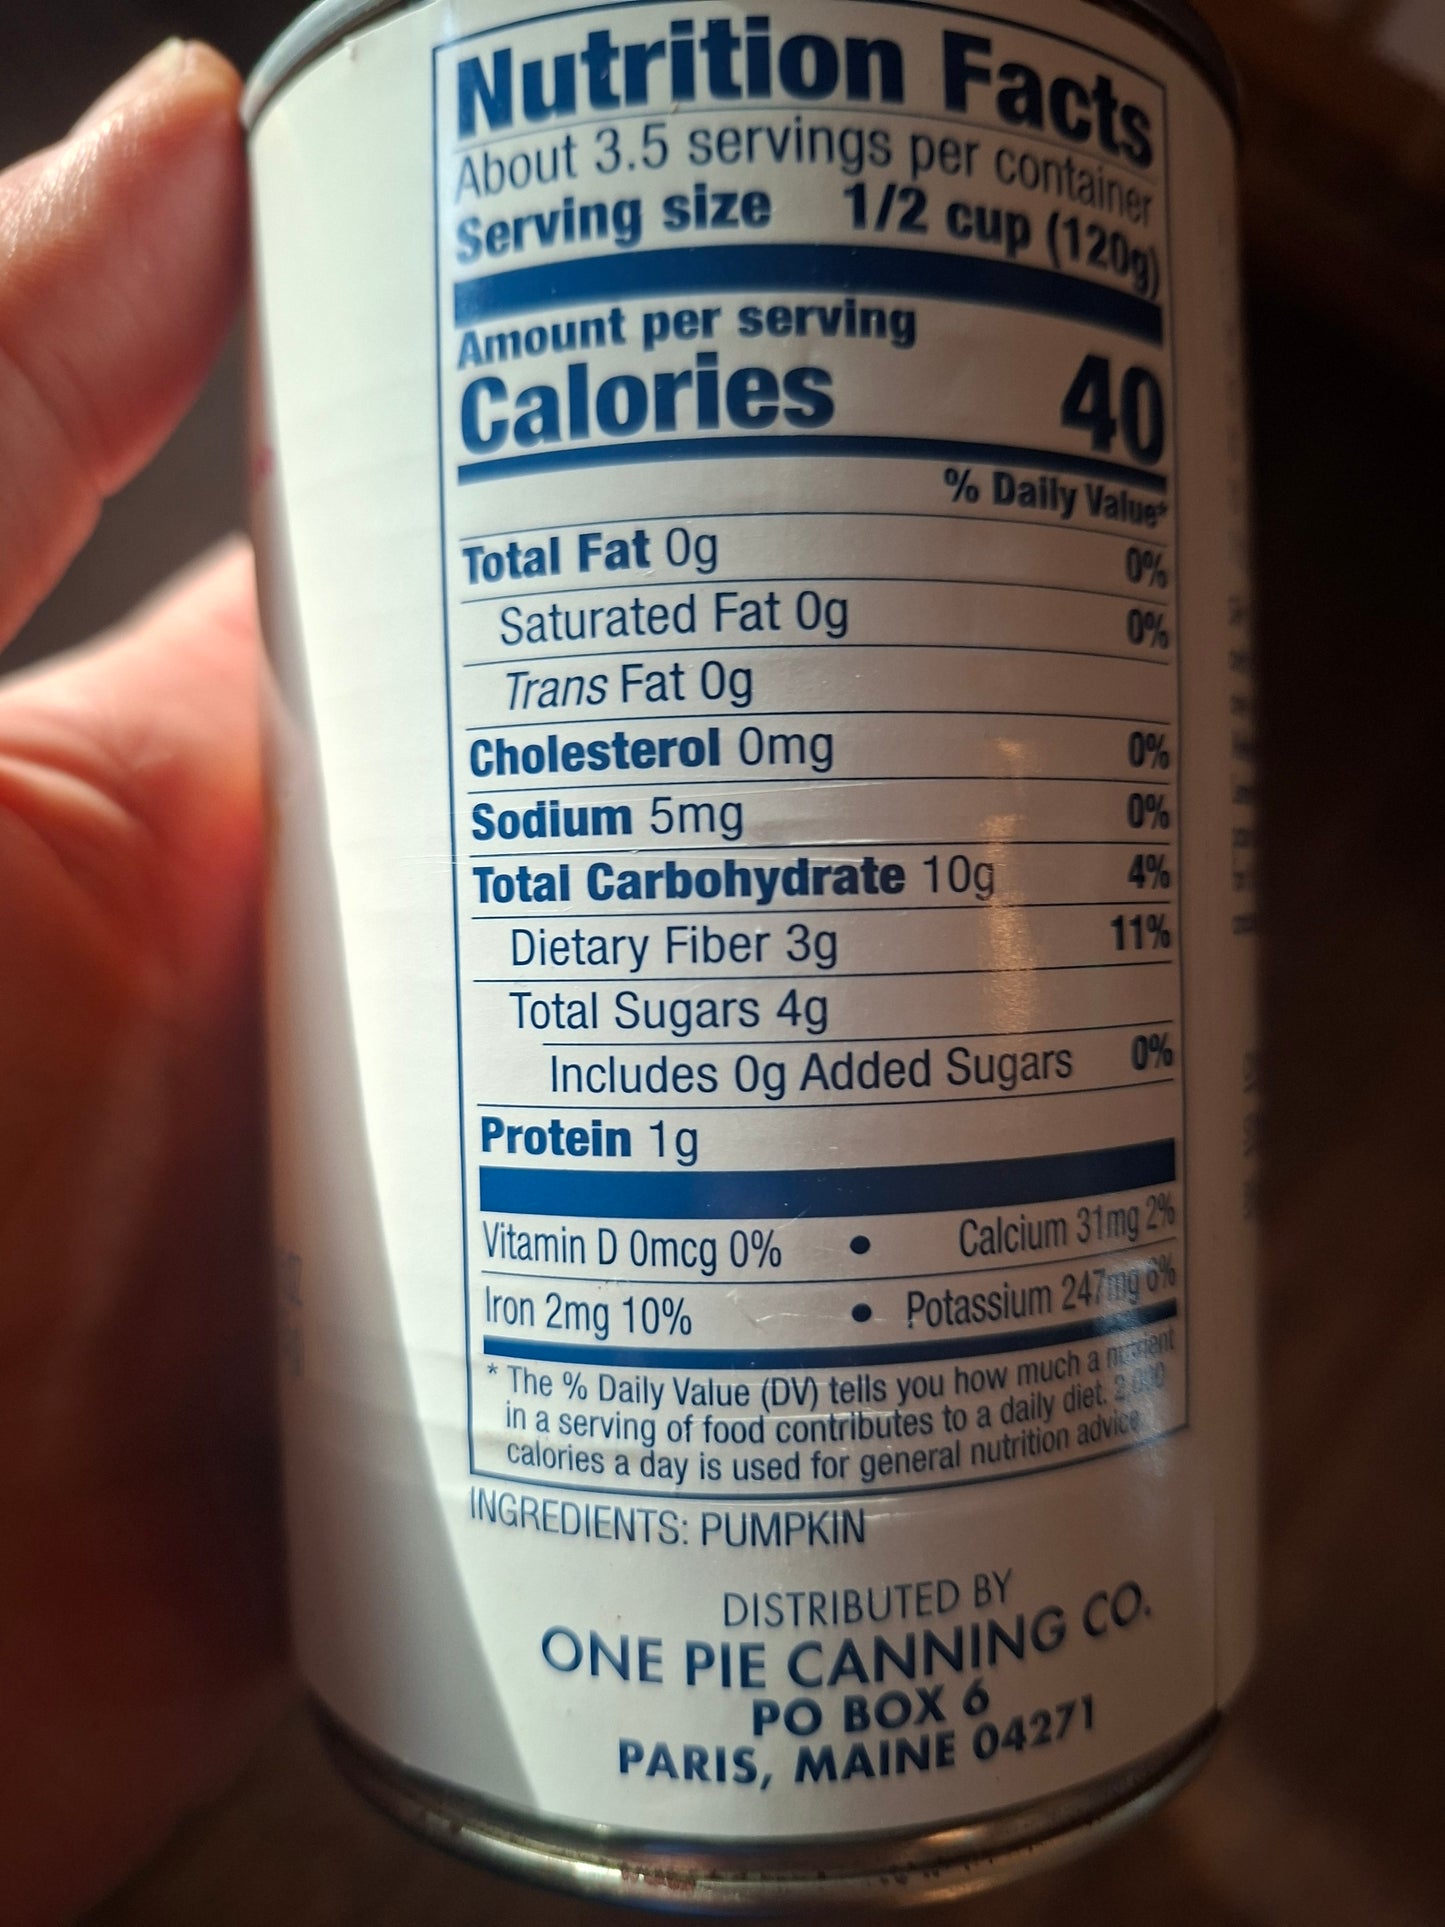 Nutrition Facts
About 3.5 servings per container
Serving size 1/2 cup (120g)
Amount per serving
Calories 40
% Daily Value*
Total Fat 0g 0%
Saturated Fat 0g 0%
Trans Fat 0g
Cholesterol 0mg 0%
Sodium 5mg 0%
Total Carbohydrate 10g 4%
Dietary Fiber 3g 11%
Total Sugars 4g
Includes 0g Added Sugars 0%
Protein 1g
Vitamin D 0mcg 0% • Calcium 31mg 2%
Iron 2mg 10% • Potassium 247mg 6%
* The % Daily Value (DV) tells you how much a nutrient
in a serving of food contributes to a daily diet. 2,000
calories a day is used for general nutrition advice.
INGREDIENTS: PUMPKIN
DISTRIBUTED BY
ONE PIE CANNING CO.
PO BOX 6
PARIS, MAINE 04271